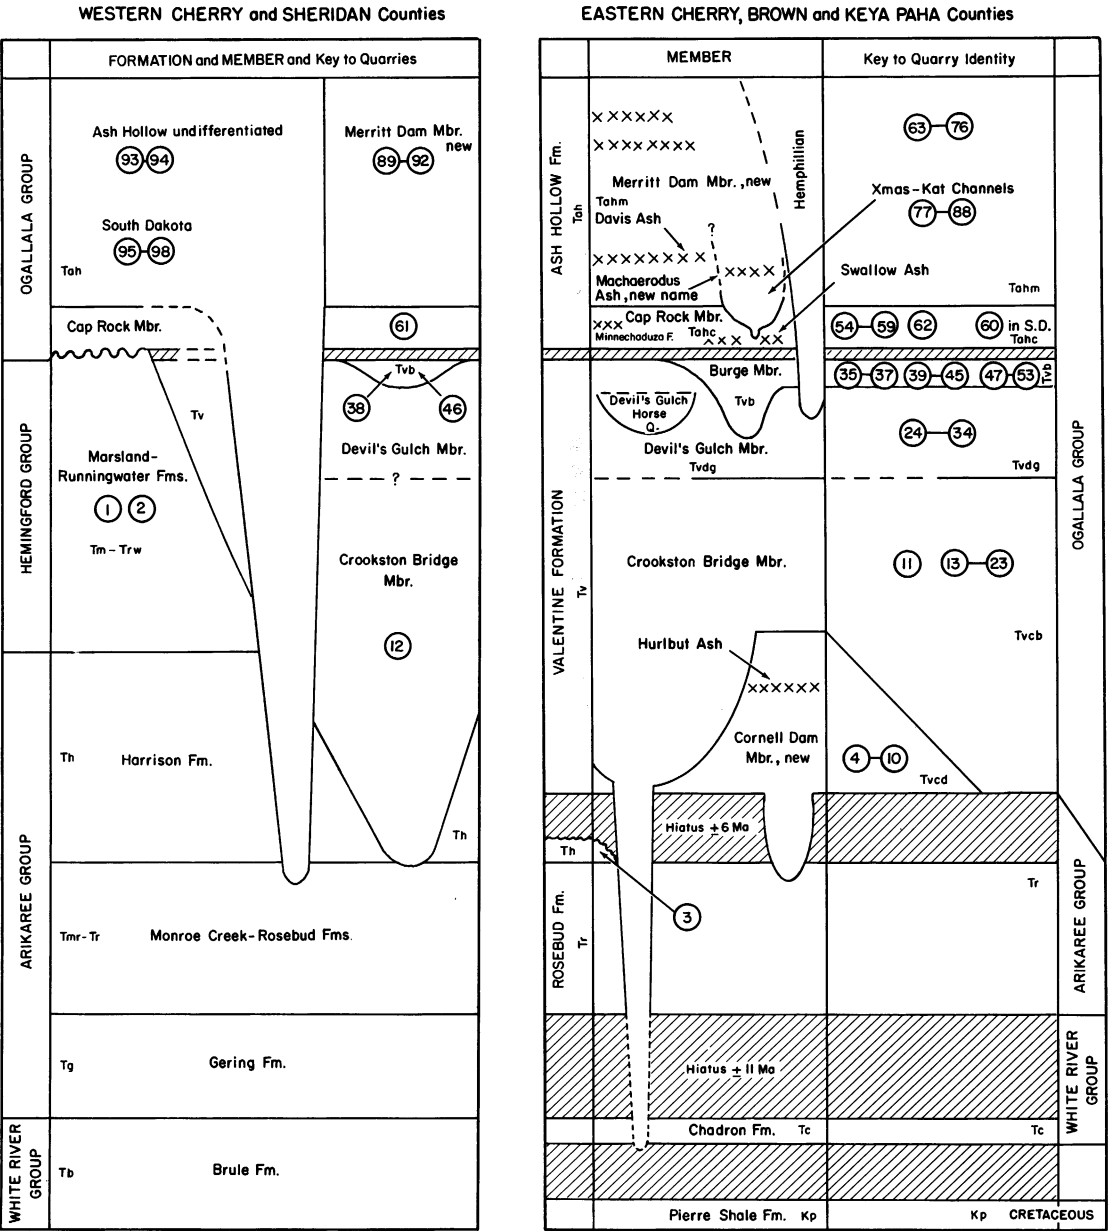 WESTERN CHERRY and SHERIDAN Counties
FORMATION and MEMBER and Key to Quarries
OGALLALA GROUP
Ash Hollow undifferentiated
93 94
South Dakota
95 98
Tah
Merritt Dam Mbr.
new
89 92
Cap Rock Mbr.
61
HEMINGFORD GROUP
Tv
Tvb
38
46
Devil's Gulch Mbr.
?
Marsland-
Runningwater Fms.
1 2
Tm-Trw
Crookston Bridge
Mbr.
12
ARIKAREE GROUP
Th
Harrison Fm.
Th
Tmr-Tr
Monroe Creek-Rosebud Fms.
Tg
Gering Fm.
WHITE RIVER
GROUP
Tb
Brule Fm.
EASTERN CHERRY, BROWN and KEYA PAHA Counties
MEMBER
Key to Quarry Identity
ASH HOLLOW Fm.
Tah
x x x x x x
x x x x x x x x
Merritt Dam Mbr., new
Tahm
Davis Ash
?
x x x x x x x x x
x x x x
Machaerodus
Ash, new name
Hemphillian
63 76
Xmas-Kat Channels
77 88
Swallow Ash
Tahm
Cap Rock Mbr.
xxx
Minnechaduza F.
Tahc
x x x x x
54 59 62 60 in S.D.
Tahc
Burge Mbr.
35 37 39 45 47 53
Tvb
Devil's Gulch
Horse
Q.
Tvb
Devil's Gulch Mbr.
Tvdg
24 34
Tvdg
VALENTINE FORMATION
Tv
OGALLALA GROUP
Crookston Bridge Mbr.
11 13 23
Tvcb
Hurlbut Ash
x x x x x x
Cornell Dam
Mbr., new
4 10
Tvcd
Hiatus ±6 Ma
Th
3
Tr
ROSEBUD Fm.
Tr
ARIKAREE GROUP
Hiatus ± 11 Ma
WHITE RIVER
GROUP
Chadron Fm. Tc
Tc
Pierre Shale Fm. Kp
Kp CRETACEOUS